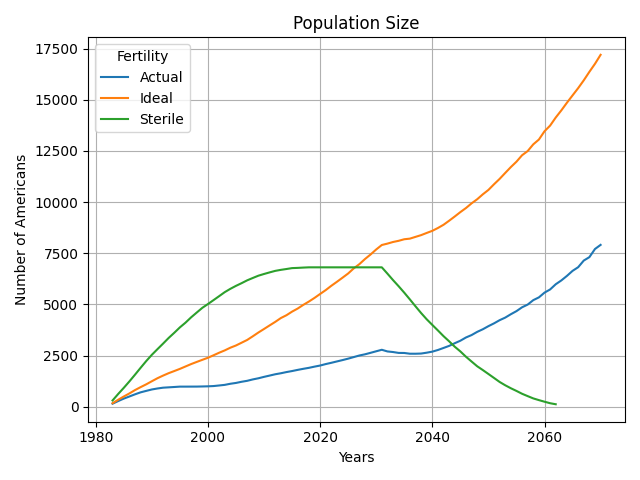 Population Size
Fertility
Actual
Ideal
Sterile
Number of Americans
17500
15000
12500
10000
7500
5000
2500
0
1980
2000
2020
2040
2060
Years